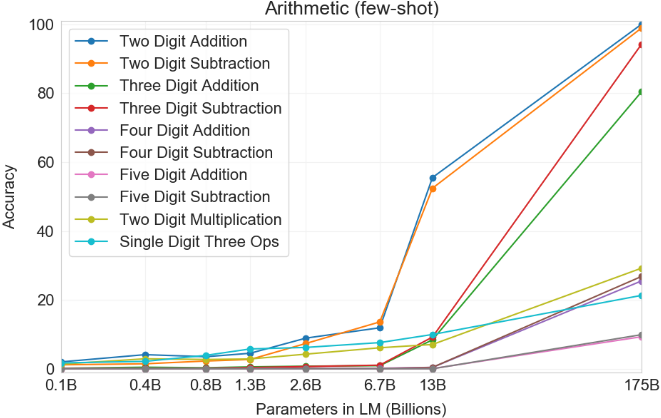 Arithmetic (few-shot)
100
80
60
40
20
0
Accuracy
Two Digit Addition
Two Digit Subtraction
Three Digit Addition
Three Digit Subtraction
Four Digit Addition
Four Digit Subtraction
Five Digit Addition
Five Digit Subtraction
Two Digit Multiplication
Single Digit Three Ops
0.1B 0.4B 0.8B 1.3B 2.6B 6.7B 13B 175B
Parameters in LM (Billions)